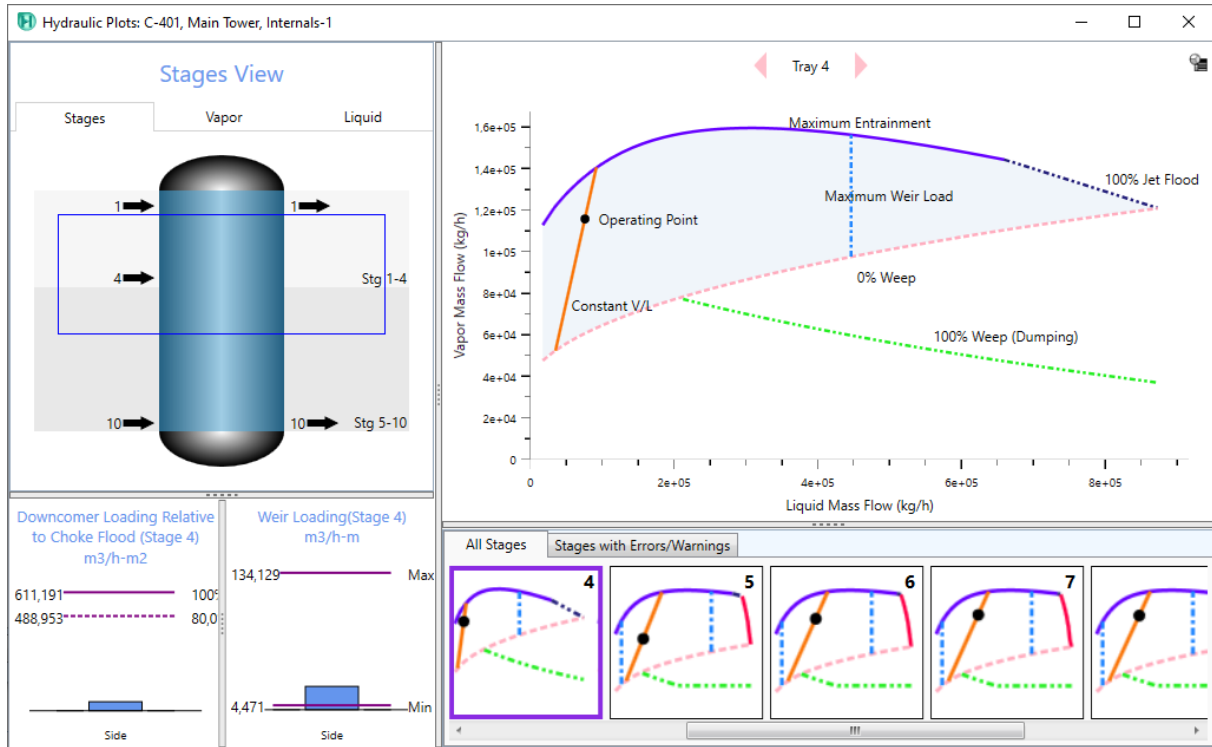 Hydraulic Plots: C-401, Main Tower, Internals-1
Stages View
Stages
Vapor
Liquid
1
1
4
Stg 1-4
10
10
Stg 5-10
Downcomer Loading Relative
to Choke Flood (Stage 4)
m3/h-m2
611,191
100%
488,953
80,0
Side
Weir Loading(Stage 4)
m3/h-m
134,129
Max
4,471
Min
Side
Tray 4
Vapor Mass Flow (kg/h)
1,6e+05
1,4e+05
1,2e+05
1e+05
8e+04
6e+04
4e+04
2e+04
0
Maximum Entrainment
100% Jet Flood
Maximum Weir Load
Operating Point
0% Weep
Constant V/L
100% Weep (Dumping)
0
2e+05
4e+05
6e+05
8e+05
Liquid Mass Flow (kg/h)
All Stages
Stages with Errors/Warnings
4
5
6
7